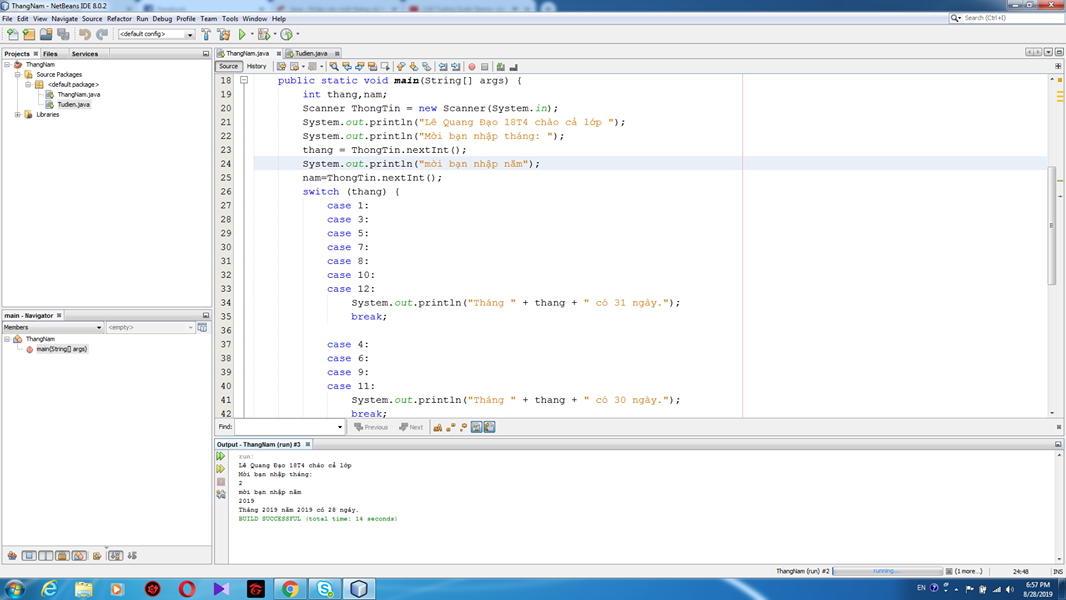 ThangNam - NetBeans IDE 8.0.2
File Edit View Navigate Source Refactor Run Debug Profile Team Tools Window Help
Search (Ctrl+I)
<default config>
Projects Files Services
ThangNam
Source Packages
<default package>
ThangNam.java
Tudien.java
Libraries
main - Navigator
Members <empty>
ThangNam
main(String[] args)
ThangNam.java Tudien.java
Source History
18 public static void main(String[] args) {
19 int thang,nam;
20 Scanner ThongTin = new Scanner(System.in);
21 System.out.println("Lê Quang Đạo 18T4 chào cả lớp ");
22 System.out.println("Mời bạn nhập tháng: ");
23 thang = ThongTin.nextInt();
24 System.out.println("mời bạn nhập năm");
25 nam=ThongTin.nextInt();
26 switch (thang) {
27 case 1:
28 case 3:
29 case 5:
30 case 7:
31 case 8:
32 case 10:
33 case 12:
34 System.out.println("Tháng " + thang + " có 31 ngày.");
35 break;
36
37 case 4:
38 case 6:
39 case 9:
40 case 11:
41 System.out.println("Tháng " + thang + " có 30 ngày.");
42 break;
Find: Previous Next
Output - ThangNam (run) #3
run:
Lê Quang Đạo 18T4 chào cả lớp
Mời bạn nhập tháng:
2
mời bạn nhập năm
2019
Tháng 2019 năm 2019 có 28 ngày.
BUILD SUCCESSFUL (total time: 14 seconds)
ThangNam (run) #2 running... (1 more...) 24:48 INS
EN 6:57 PM
8/28/2019